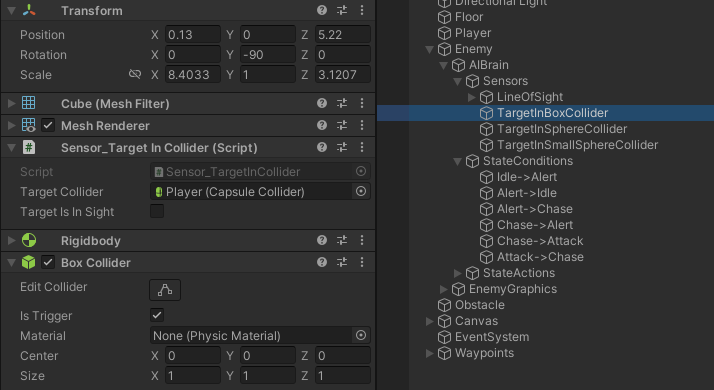 Transform
Position X 0.13 Y 0 Z 5.22
Rotation X 0 Y -90 Z 0
Scale X 8.4033 Y 1 Z 3.1207
Cube (Mesh Filter)
Mesh Renderer
Sensor_Target In Collider (Script)
Script Sensor_TargetInCollider
Target Collider Player (Capsule Collider)
Target Is In Sight
Rigidbody
Box Collider
Edit Collider
Is Trigger
Material None (Physic Material)
Center X 0 Y 0 Z 0
Size X 1 Y 1 Z 1
Directional Light
Floor
Player
Enemy
AIBrain
Sensors
LineOfSight
TargetInBoxCollider
TargetInSphereCollider
TargetInSmallSphereCollider
StateConditions
Idle->Alert
Alert->Idle
Alert->Chase
Chase->Alert
Chase->Attack
Attack->Chase
StateActions
EnemyGraphics
Obstacle
Canvas
EventSystem
Waypoints